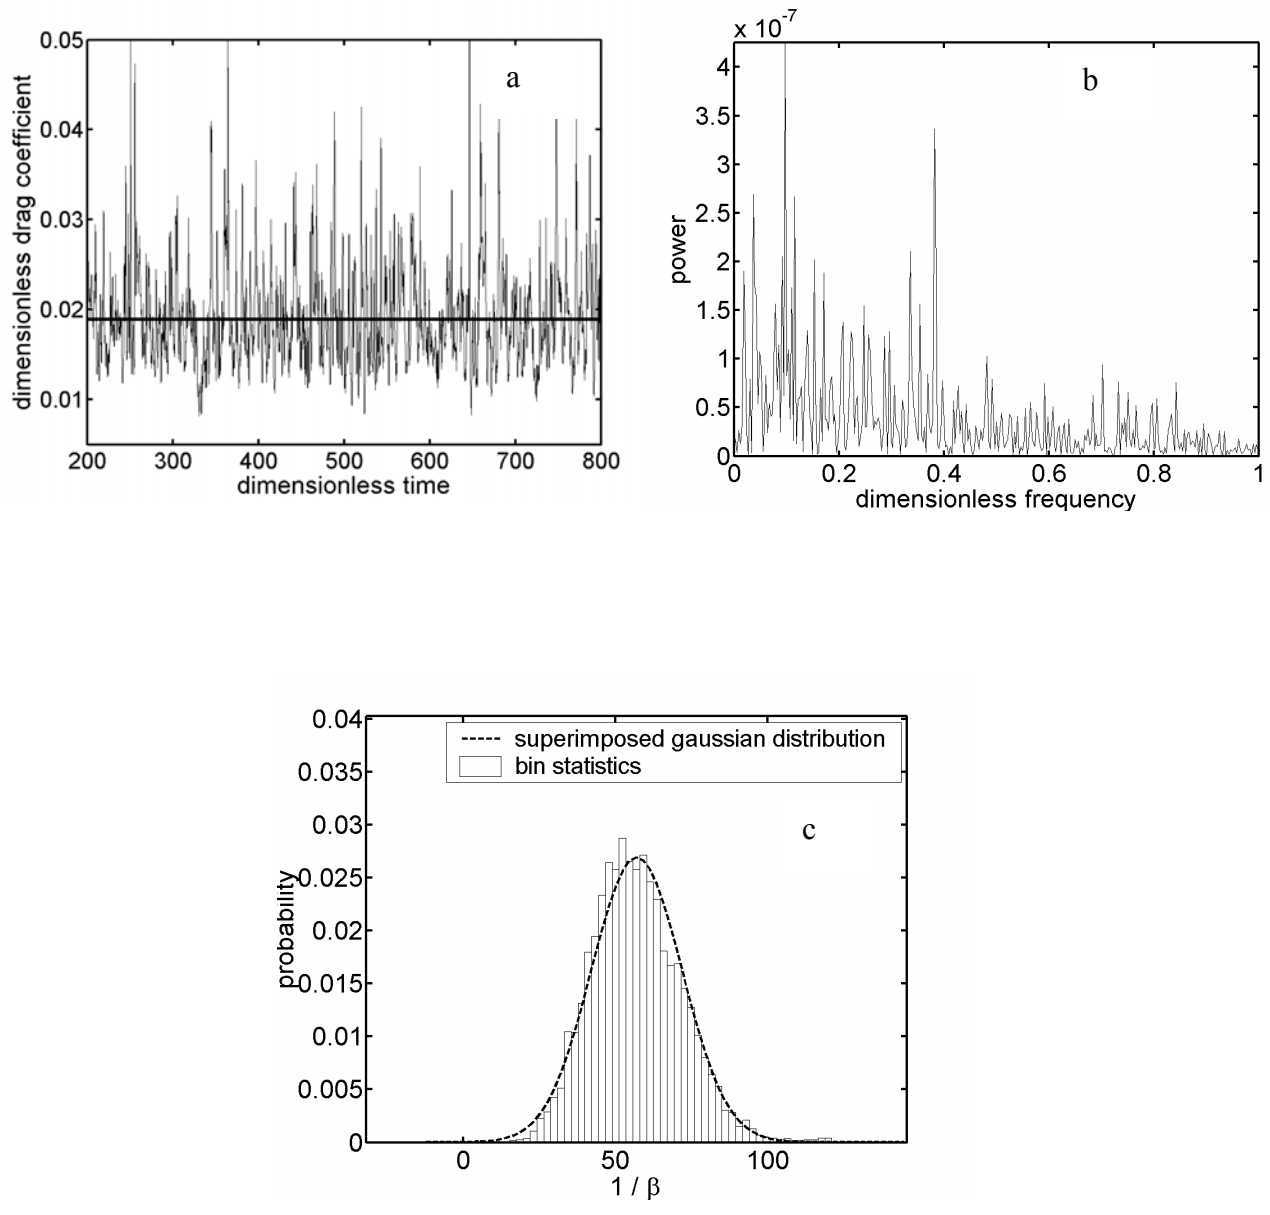 a
0.05
0.04
0.03
0.02
0.01
dimensionless drag coefficient
200 300 400 500 600 700 800
dimensionless time
x 10-7
b
4
3.5
3
2.5
2
1.5
1
0.5
0
power
0 0.2 0.4 0.6 0.8 1
dimensionless frequency
0.04
0.035
0.03
0.025
0.02
0.015
0.01
0.005
0
probability
superimposed gaussian distribution
bin statistics
c
0 50 100
1 / β